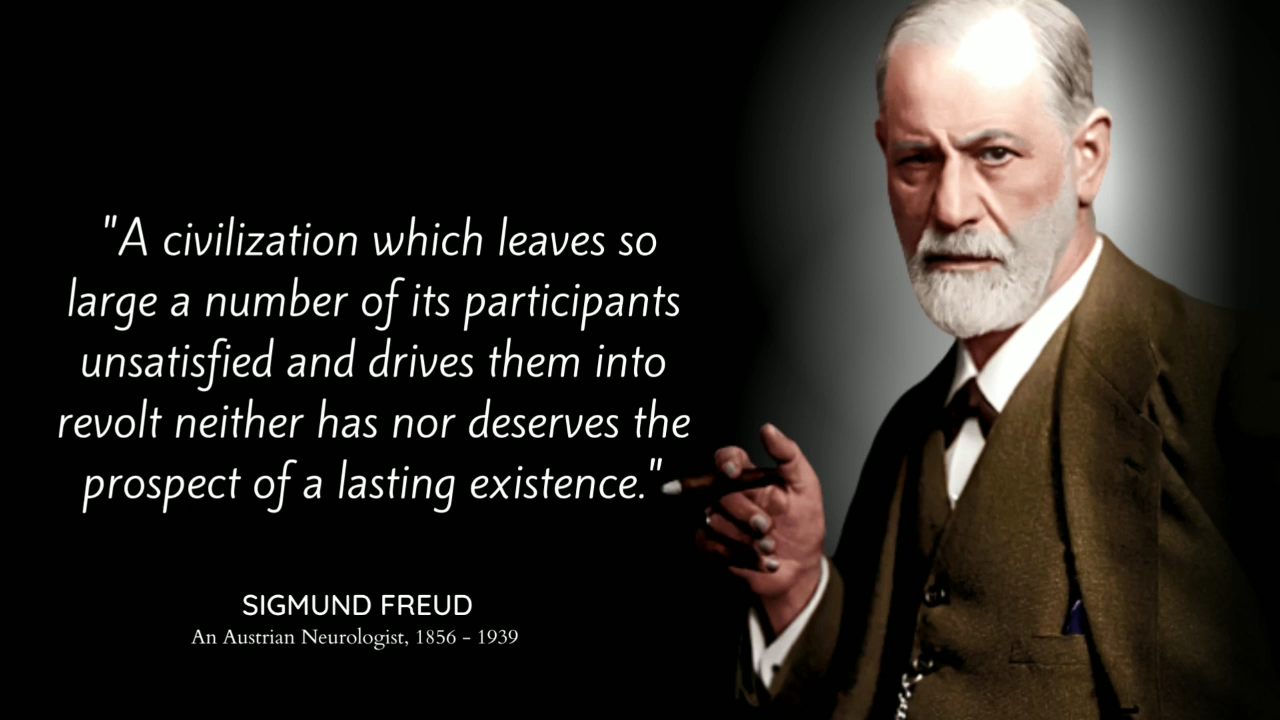 "A civilization which leaves so
large a number of its participants
unsatisfied and drives them into
revolt neither has nor deserves the
prospect of a lasting existence."
SIGMUND FREUD
An Austrian Neurologist, 1856 - 1939